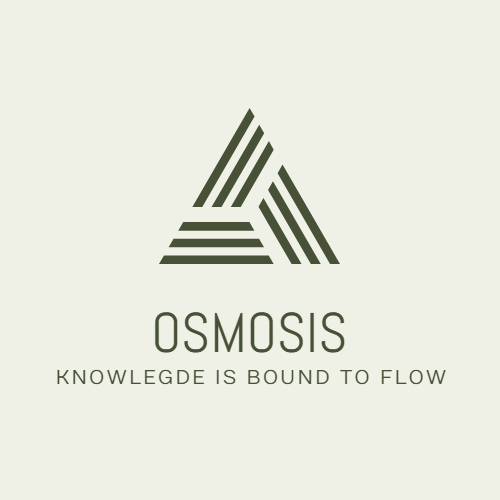 OSMOSIS
KNOWLEGDE IS BOUND TO FLOW